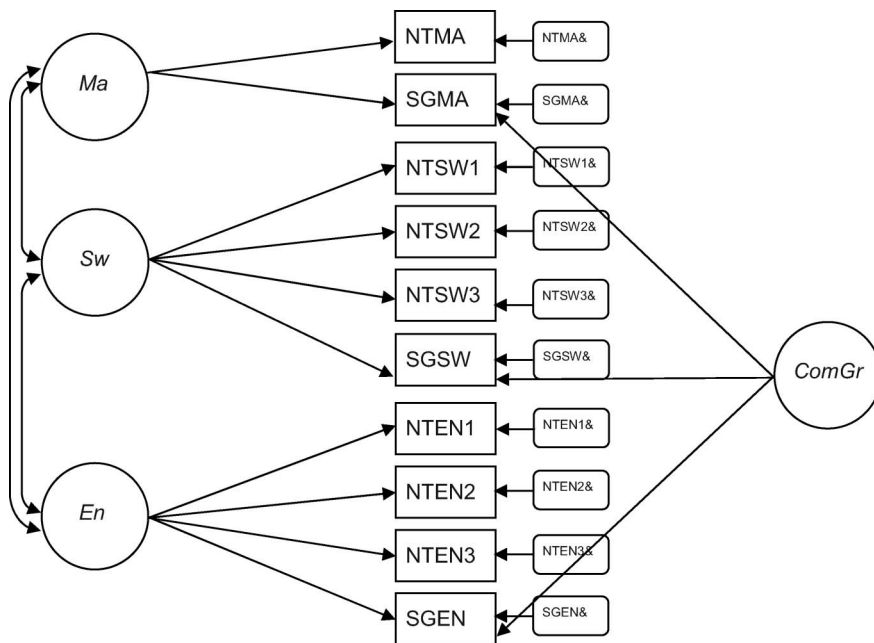 NTMA
NTMA&
Ma
SGMA
SGMA&
NTSW1
NTSW1&
NTSW2
NTSW2&
Sw
NTSW3
NTSW3&
SGSW
SGSW&
ComGr
NTEN1
NTEN1&
NTEN2
NTEN2&
En
NTEN3
NTEN3&
SGEN
SGEN&